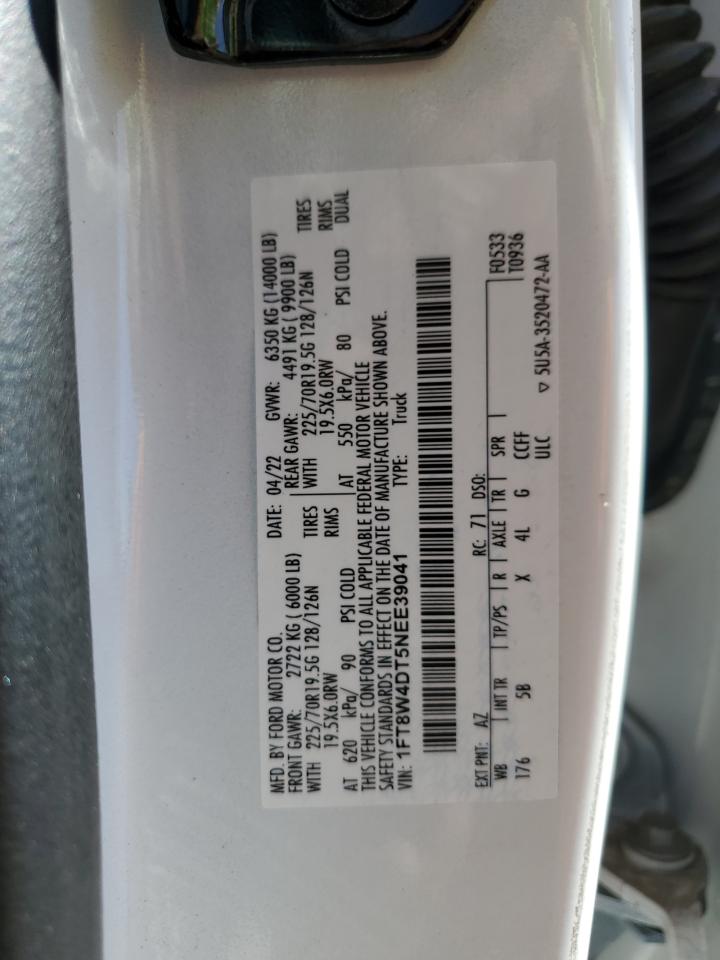 MFD. BY FORD MOTOR CO.
DATE: 04/22 GVWR: 6350 KG (14000 LB)
FRONT GAWR: 2722 KG (6000 LB) REAR GAWR: 4491 KG (9900 LB)
WITH 225/70R19.5G 128/126N TIRES WITH 225/70R19.5G 128/126N TIRES
19.5X6.0RW RIMS 19.5X6.0RW RIMS
AT 620 kPa/ 90 PSI COLD AT 550 kPa/ 80 PSI COLD DUAL
THIS VEHICLE CONFORMS TO ALL APPLICABLE FEDERAL MOTOR VEHICLE
SAFETY STANDARDS IN EFFECT ON THE DATE OF MANUFACTURE SHOWN ABOVE.
VIN: 1FT8W4DT5NEE39041 TYPE: Truck
EXT PNT: AZ RC: 71 DSO: F0533
WB INT TR TP/PS R AXLE TR SPR T0936
176 5B X 4L G CCFF
ULC ▽ 5U5A-3520472-AA